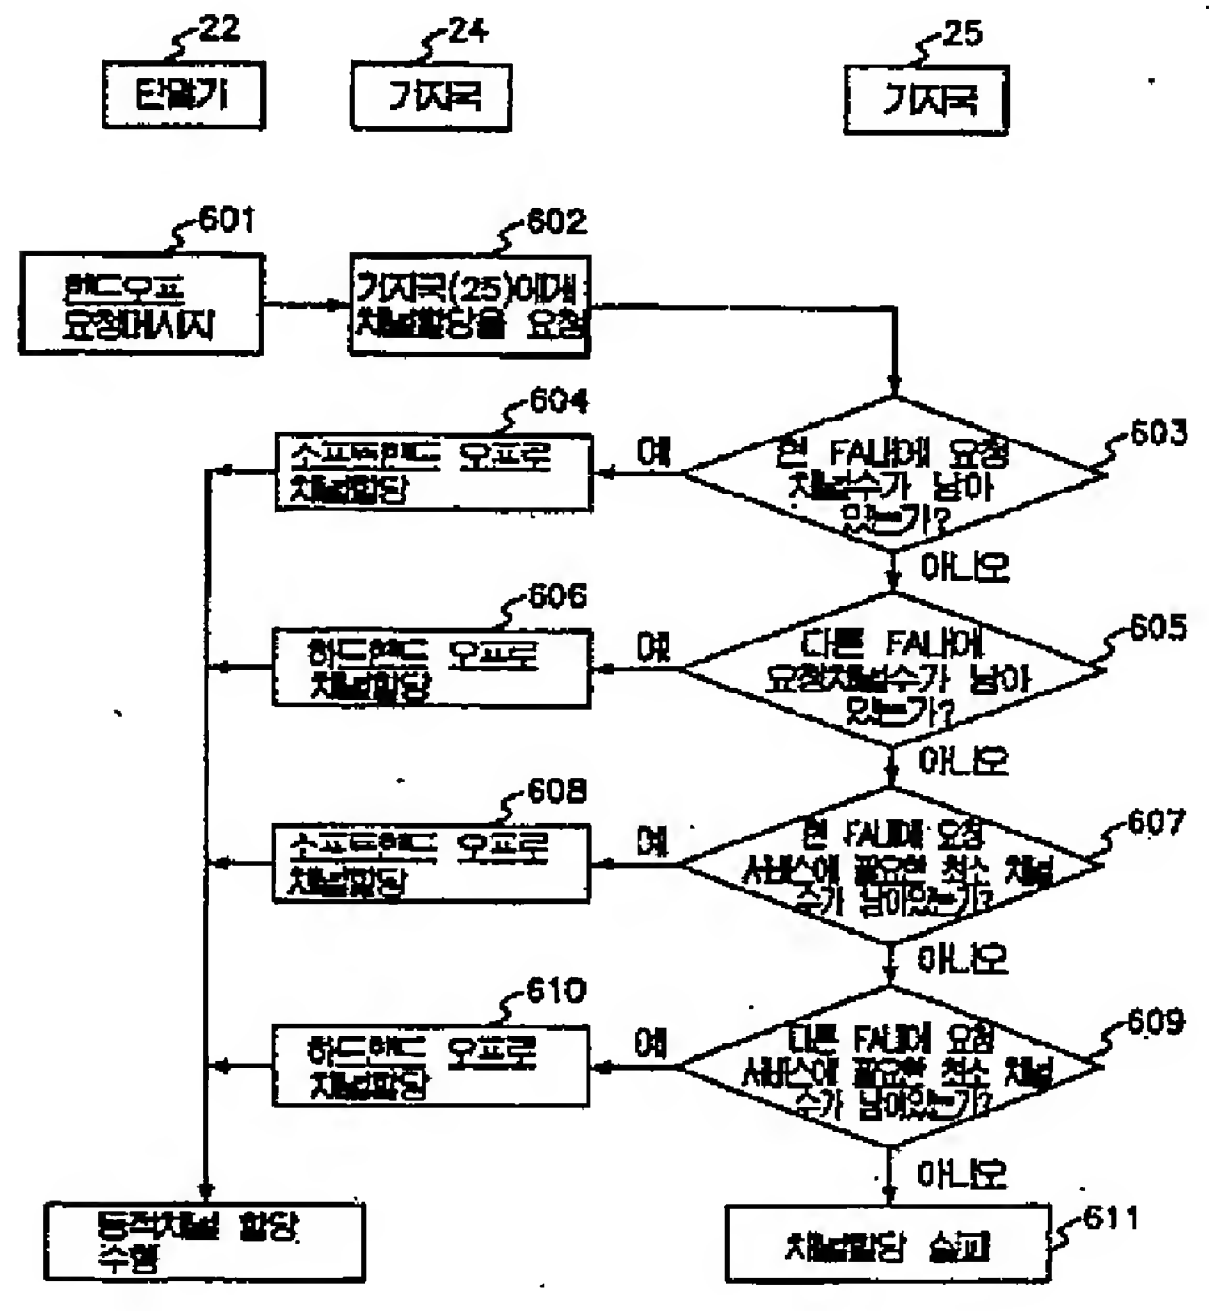 22
24
25
단말기
기지국
기지국
601
602
핸드오프
요청메시지
기지국(25)에게
채널할당을 요청
604
603
소프트핸드 오프로
채널할당
예
현 FA내에 요청
채널수가 남아
있는가?
아니오
606
605
하드핸드 오프로
채널할당
예
다른 FA내에
요청채널수가 남아
있는가?
아니오
608
607
소프트핸드 오프로
채널할당
예
현 FA내에 요청
서비스에 필요한 최소 채널
수가 남아있는가?
아니오
610
609
하드핸드 오프로
채널할당
예
다른 FA내에 요청
서비스에 필요한 최소 채널
수가 남아있는가?
아니오
동적채널 할당
수행
채널할당 실패
611